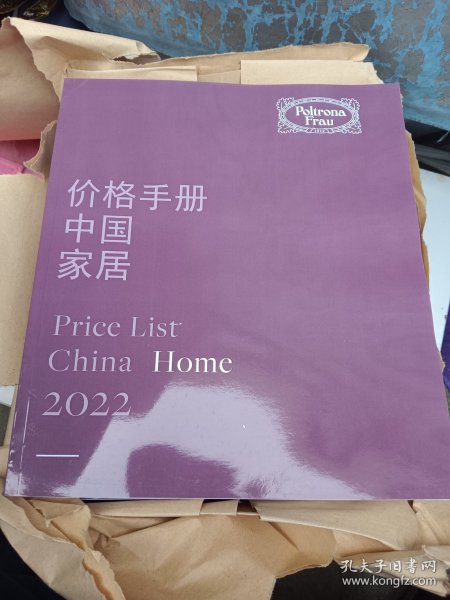 Poltrona
Frau
1912
价格手册
中国
家居
Price List
China Home
2022
孔夫子旧书网
www.kongfz.com